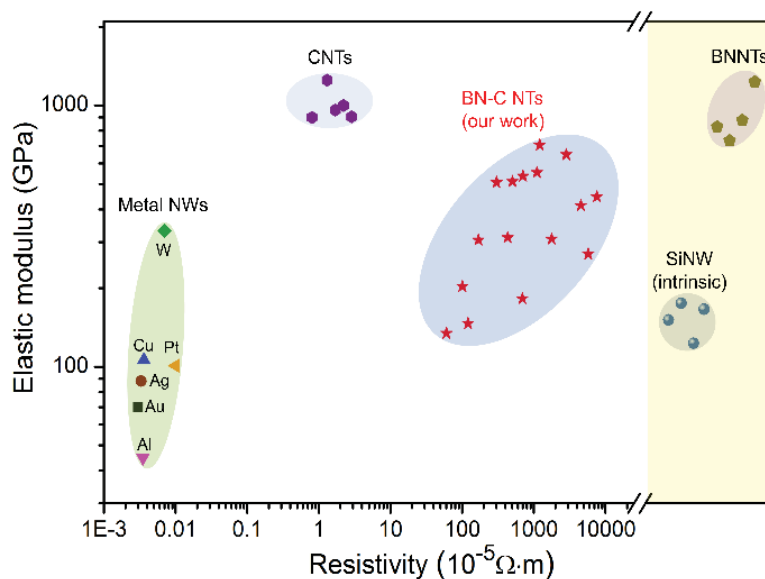 CNTs
BNNTs
BN-C NTs
(our work)
Metal NWs
W
SiNW
(intrinsic)
Cu
Pt
Ag
Au
Al
1000
100
Elastic modulus (GPa)
1E-3 0.01 0.1 1 10 100 1000 10000
Resistivity (10⁻⁵Ω·m)